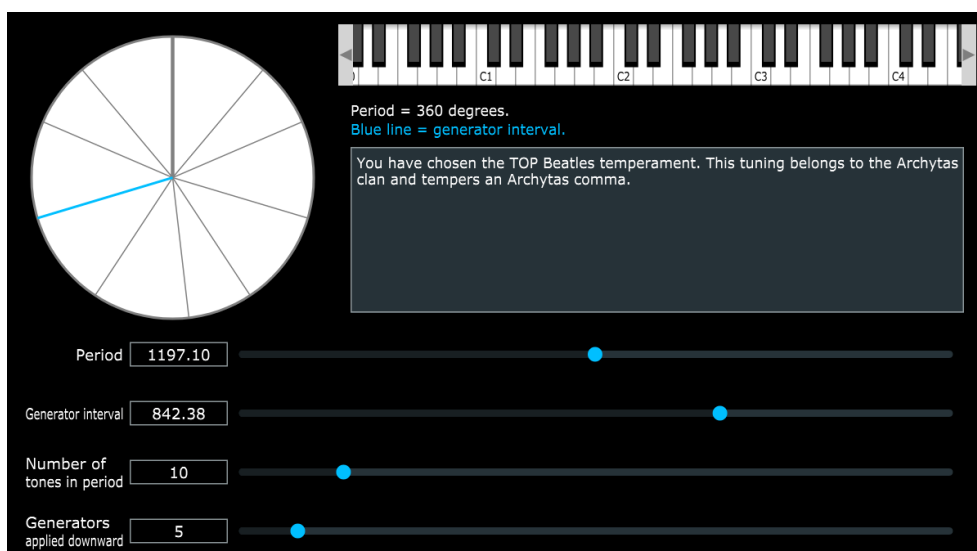 C1 C2 C3 C4
Period = 360 degrees.
Blue line = generator interval.
You have chosen the TOP Beatles temperament. This tuning belongs to the Archytas
clan and tempers an Archytas comma.
Period 1197.10
Generator interval 842.38
Number of
tones in period 10
Generators
applied downward 5